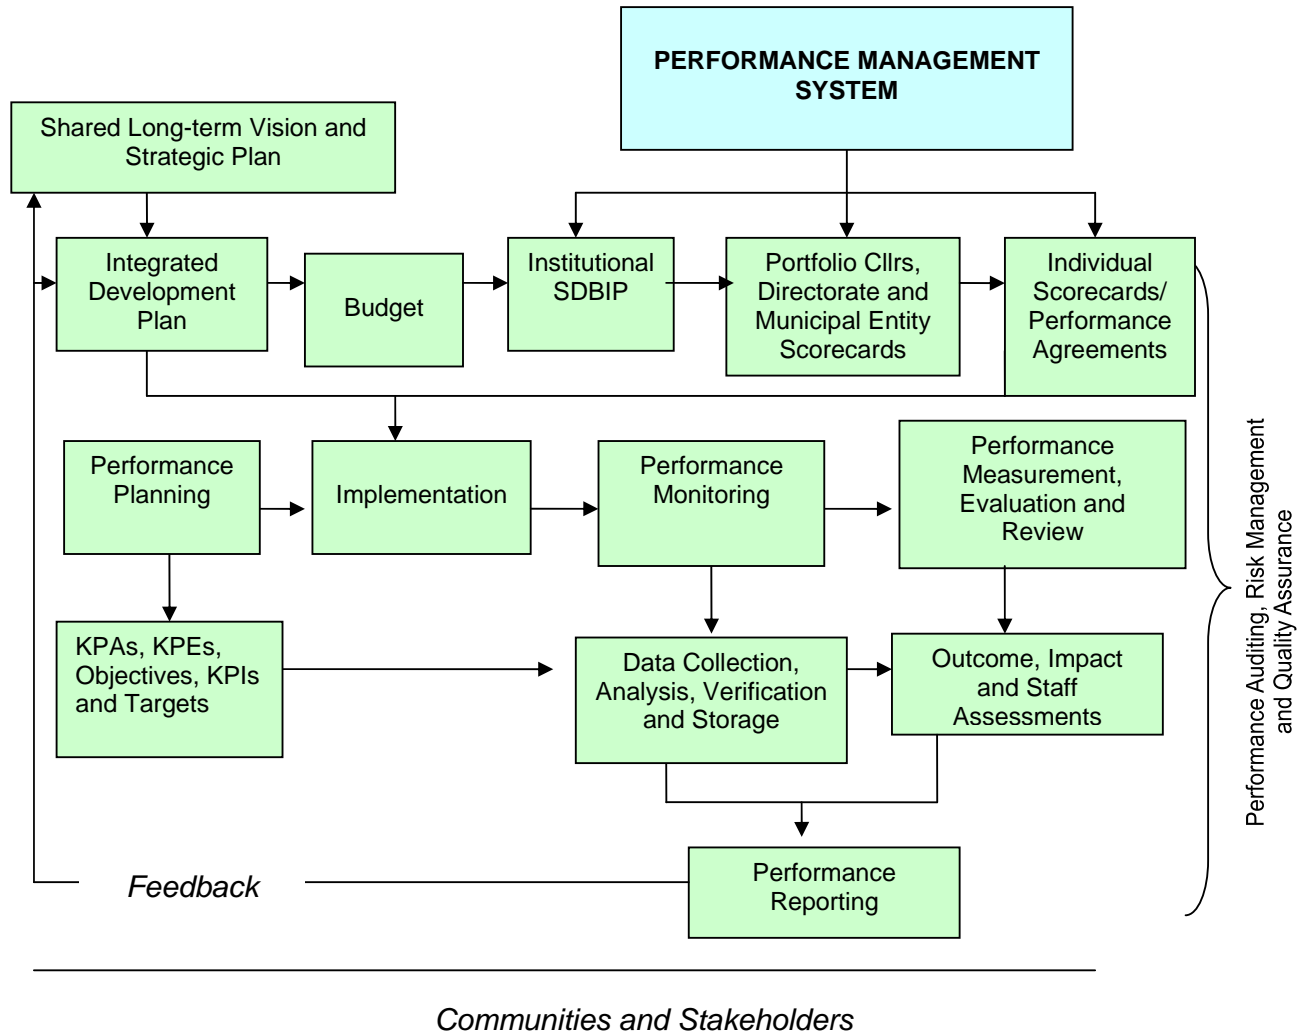 PERFORMANCE MANAGEMENT
SYSTEM
Shared Long-term Vision and
Strategic Plan
Integrated
Development
Plan
Budget
Institutional
SDBIP
Portfolio Cllrs,
Directorate and
Municipal Entity
Scorecards
Individual
Scorecards/
Performance
Agreements
Performance
Planning
Implementation
Performance
Monitoring
Performance
Measurement,
Evaluation and
Review
KPAs, KPEs,
Objectives, KPIs
and Targets
Data Collection,
Analysis, Verification
and Storage
Outcome, Impact
and Staff
Assessments
Performance Auditing, Risk Management
and Quality Assurance
Feedback
Performance
Reporting
Communities and Stakeholders